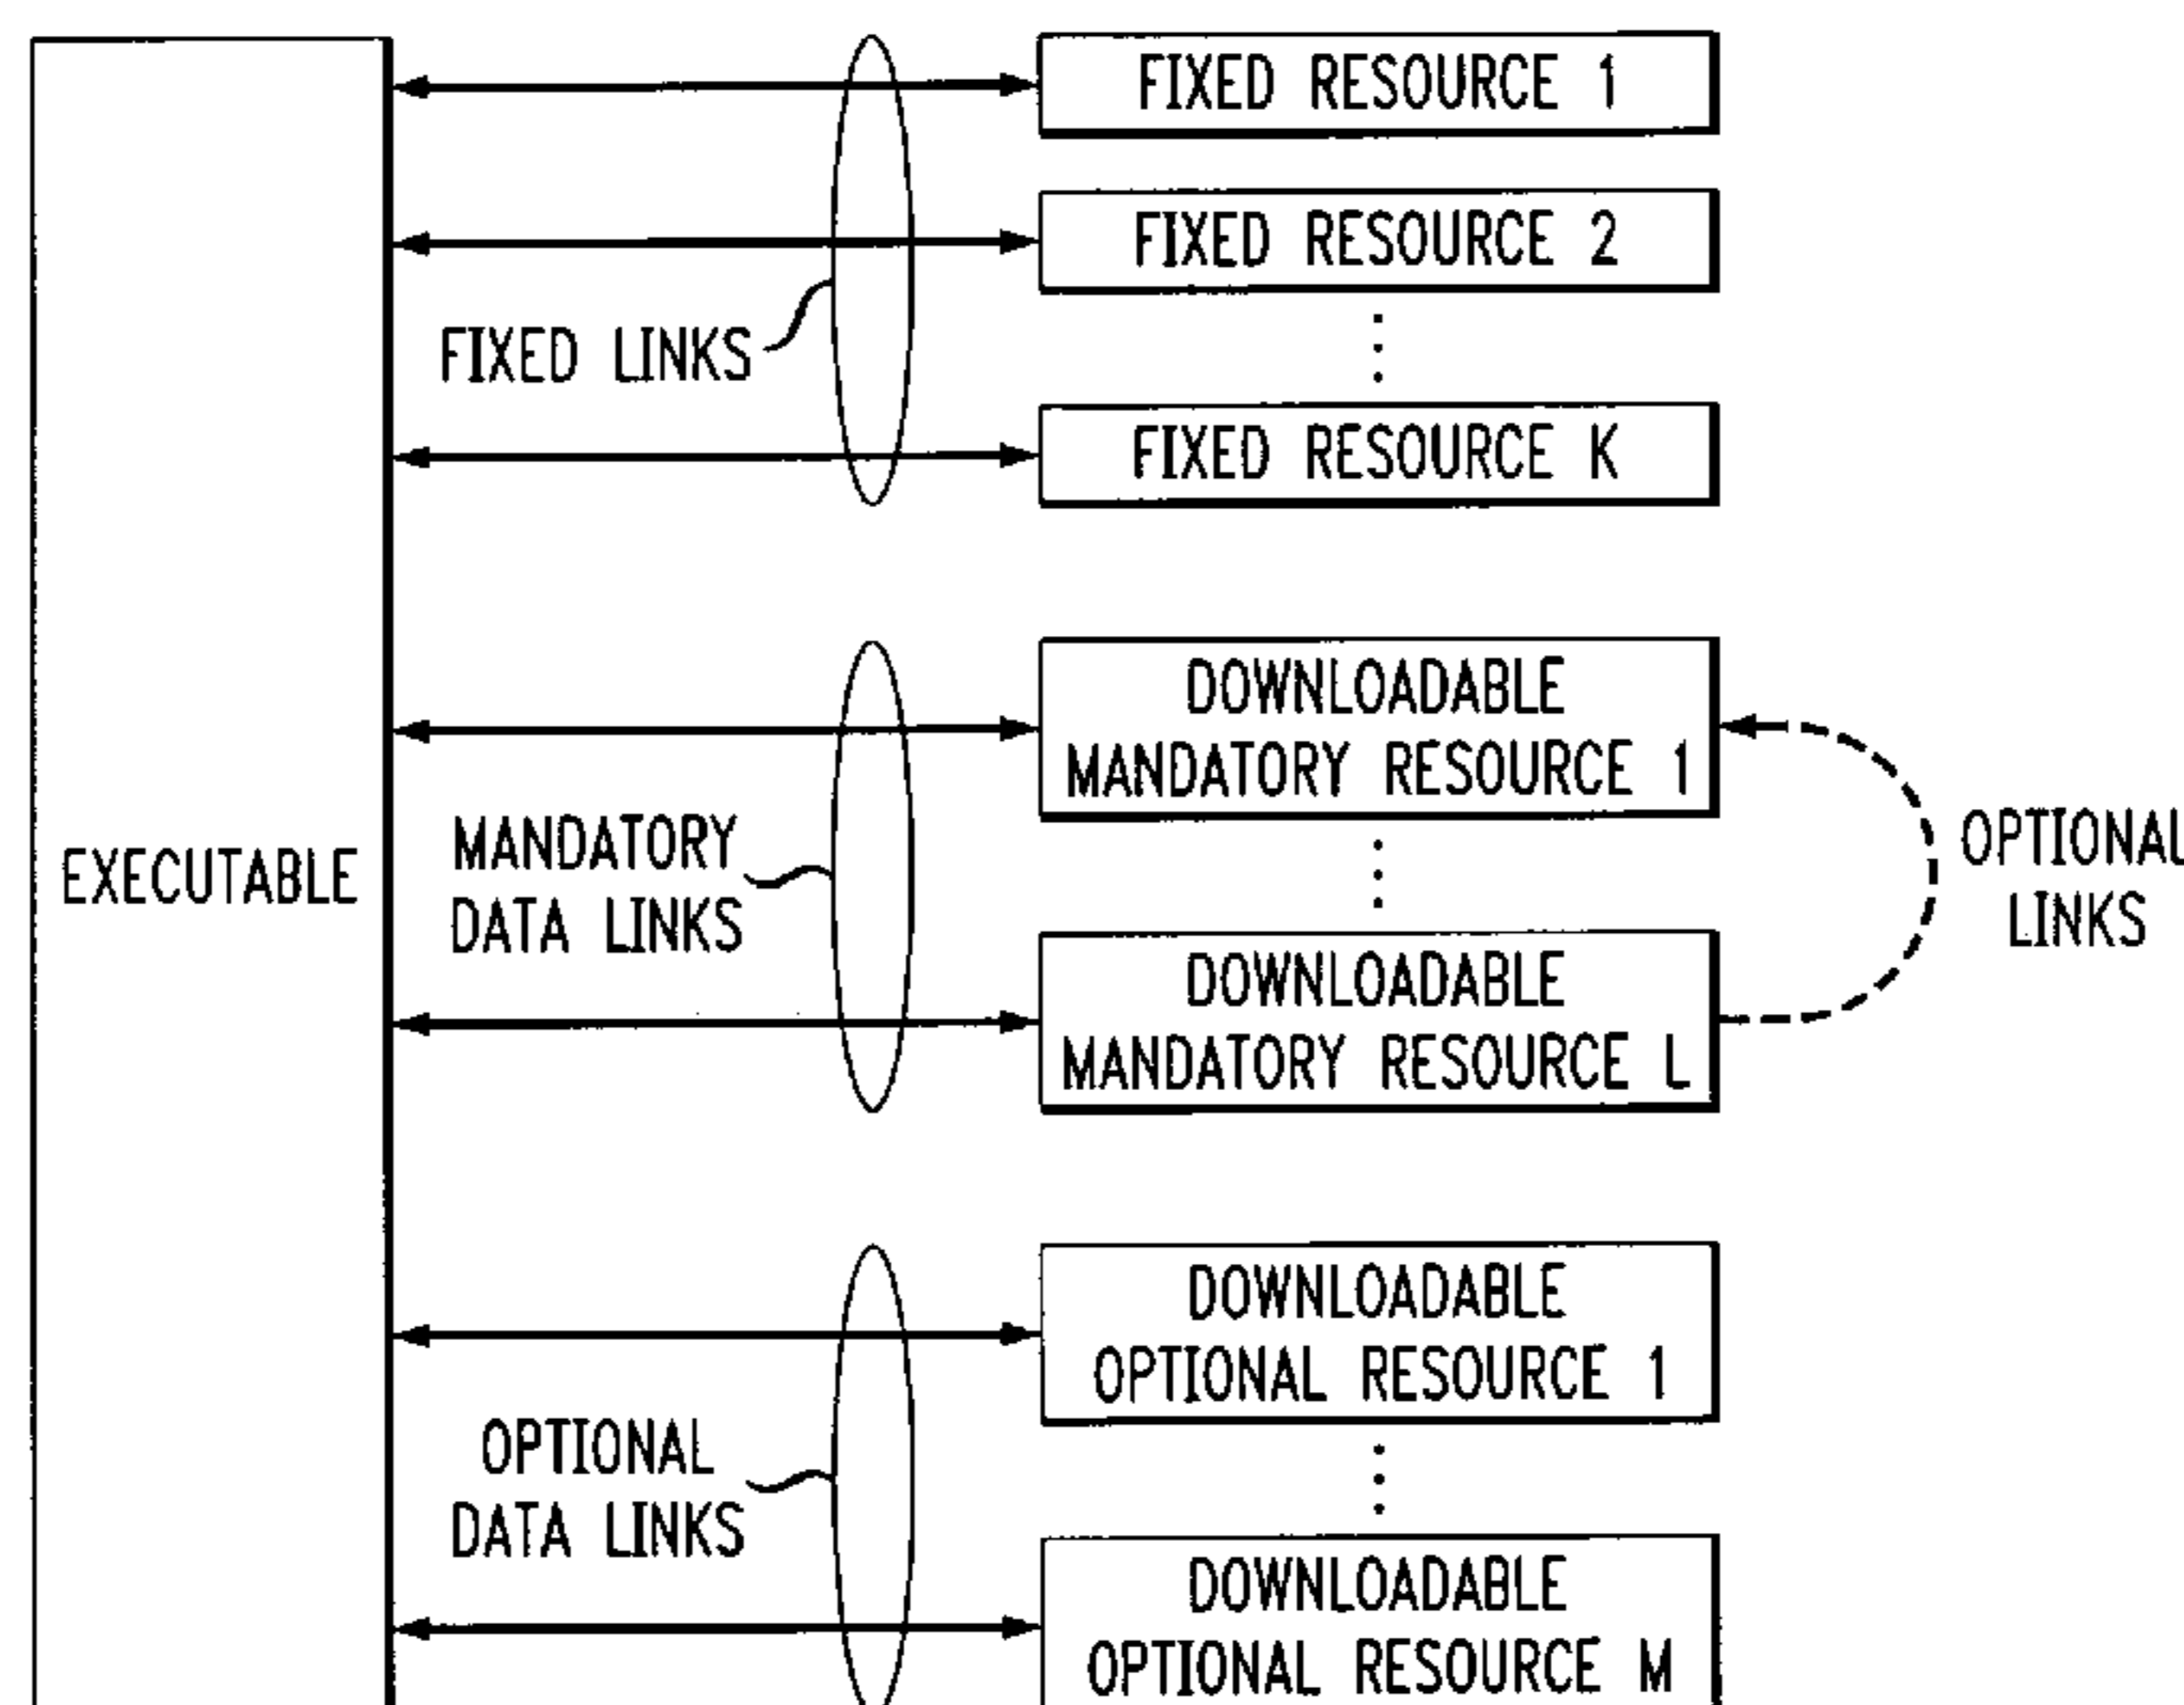 FIXED RESOURCE 1
FIXED RESOURCE 2
FIXED LINKS
FIXED RESOURCE K
DOWNLOADABLE
MANDATORY RESOURCE 1
EXECUTABLE
MANDATORY
DATA LINKS
OPTIONAL
LINKS
DOWNLOADABLE
MANDATORY RESOURCE L
DOWNLOADABLE
OPTIONAL RESOURCE 1
OPTIONAL
DATA LINKS
DOWNLOADABLE
OPTIONAL RESOURCE M